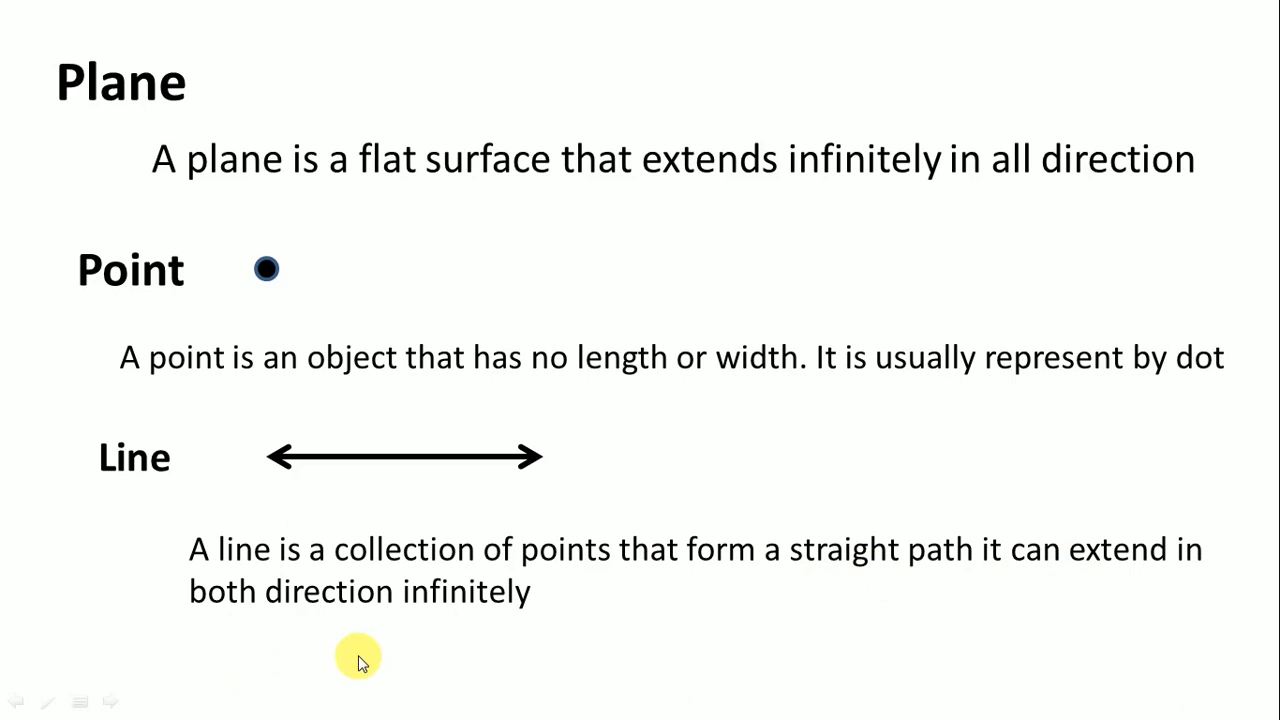 Plane
A plane is a flat surface that extends infinitely in all direction
Point
A point is an object that has no length or width. It is usually represent by dot
Line
A line is a collection of points that form a straight path it can extend in
both direction infinitely